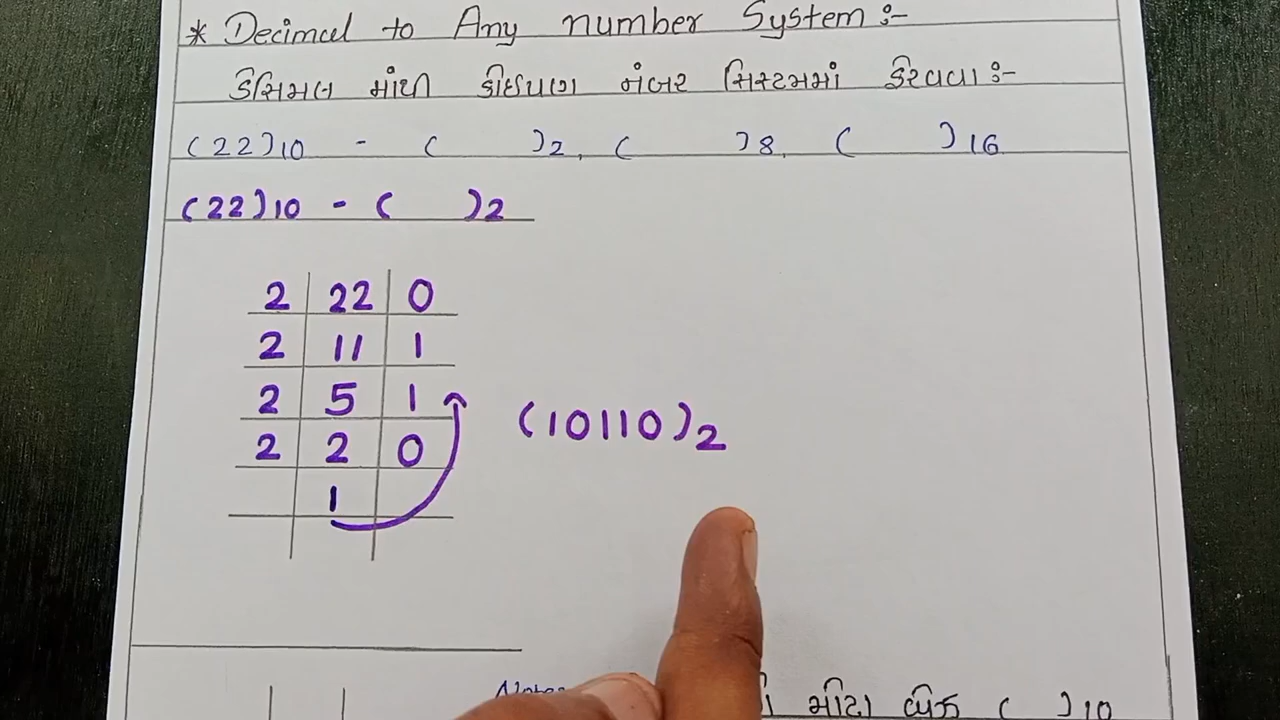 * Decimal to Any number System :-
ડેસિમલ માંથી કોઈપણ નંબર સિસ્ટમમાં ફેરવવા :-
(22)10 - ( )2, ( )8, ( )16
(22)10 - ( )2
2 22 0
2 11 1
2 5 1
2 2 0
1
(10110)2
મોટા ( )10